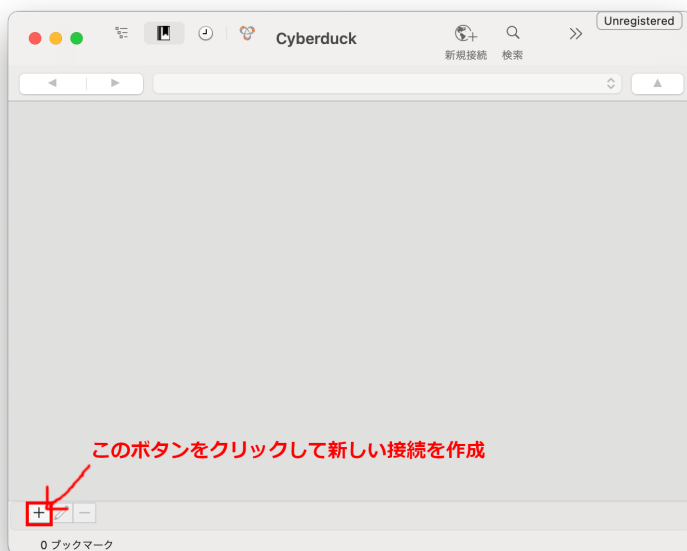 Unregistered
Cyberduck
新規接続 検索
このボタンをクリックして新しい接続を作成
0 ブックマーク